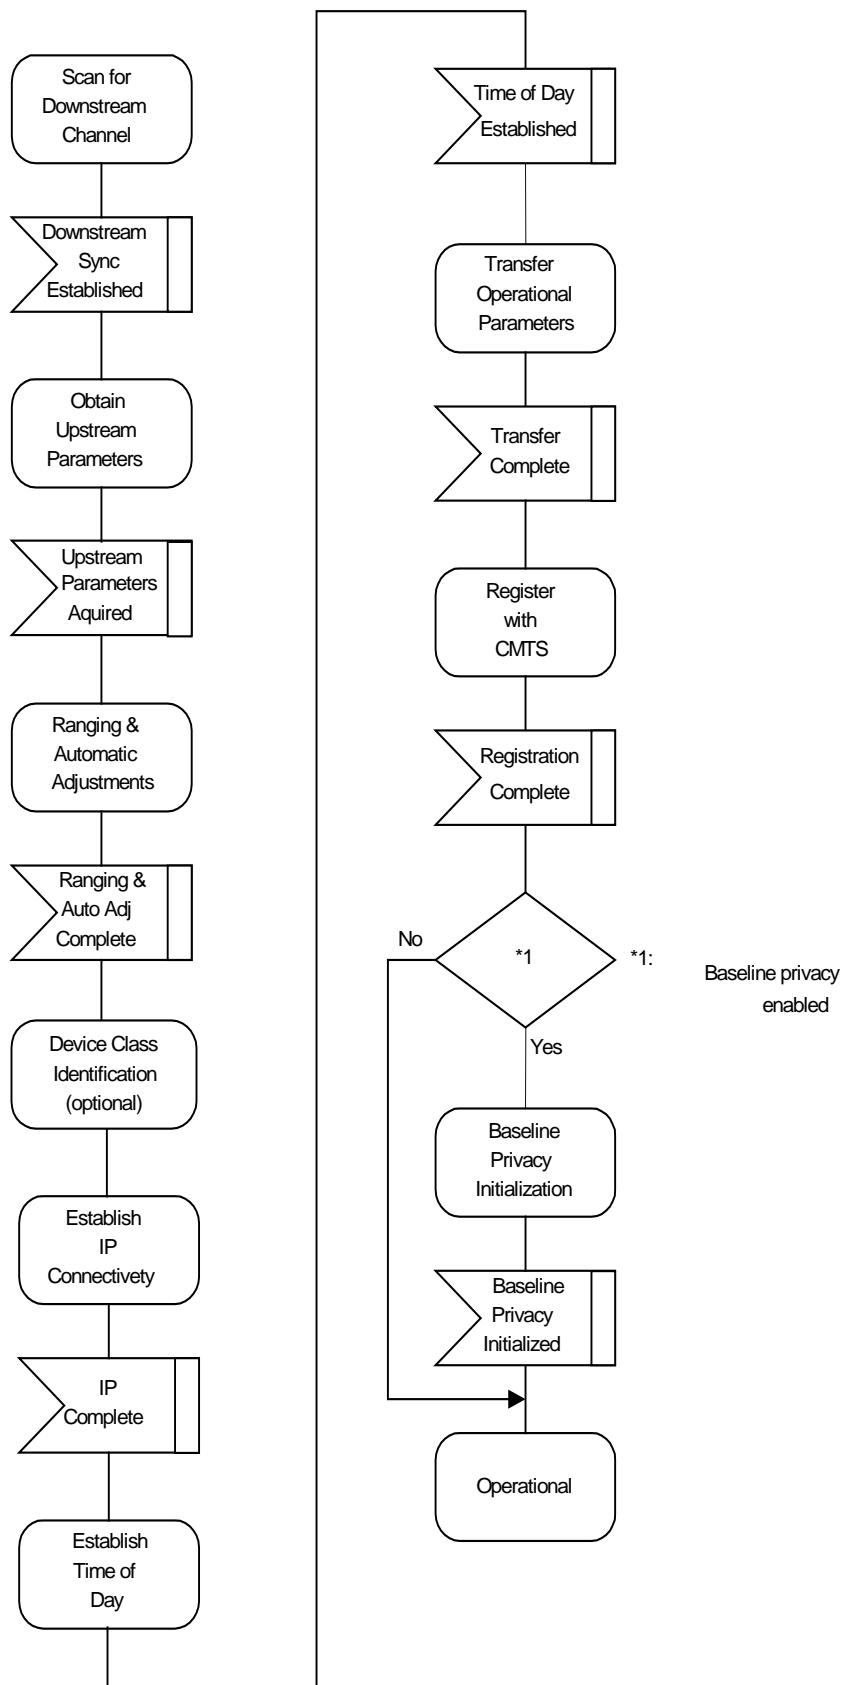 Scan for
Downstream
Channel
Downstream
Sync
Established
Obtain
Upstream
Parameters
Upstream
Parameters
Aquired
Ranging &
Automatic
Adjustments
Ranging &
Auto Adj
Complete
Device Class
Identification
(optional)
Establish
IP
Connectivety
IP
Complete
Establish
Time of
Day
Time of Day
Established
Transfer
Operational
Parameters
Transfer
Complete
Register
with
CMTS
Registration
Complete
No
*1
*1:
Baseline privacy
enabled
Yes
Baseline
Privacy
Initialization
Baseline
Privacy
Initialized
Operational